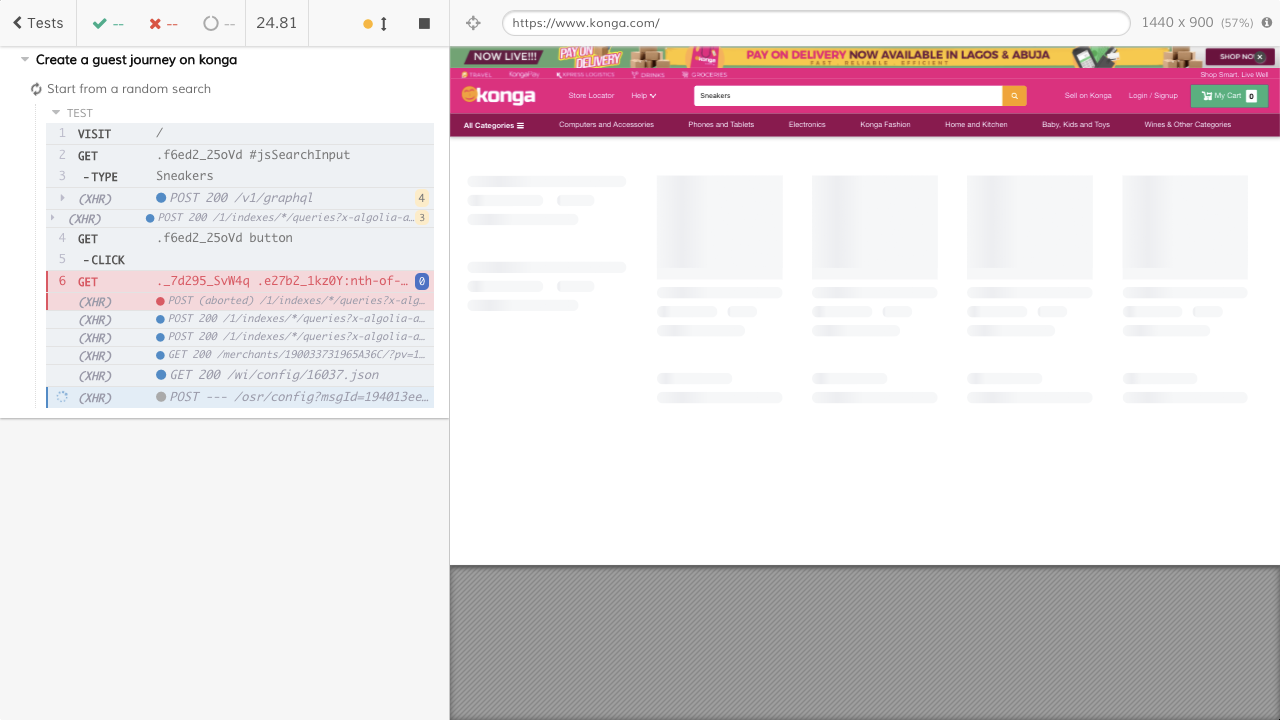 Tests
--
--
--
24.81
https://www.konga.com/
1440 x 900 (57%)
Created a guest journey on konga
Start from a random search
TEST
1 VISIT /
2 GET .f6ed2_25oVd #jsSearchInput
3 -TYPE Sneakers
(XHR) POST 200 /v1/graphql 4
(XHR) POST 200 /1/indexes/*/queries?x-algolia-a… 3
4 GET .f6ed2_25oVd button
5 -CLICK
6 GET ._7d295_SvW4q .e27b2_1kz0Y:nth-of-… 0
(XHR) POST (aborted) /1/indexes/*/queries?x-alg…
(XHR) POST 200 /1/indexes/*/queries?x-algolia-a…
(XHR) POST 200 /1/indexes/*/queries?x-algolia-a…
(XHR) GET 200 /merchants/190033731965A36C/?pv=1…
(XHR) GET 200 /wi/config/16037.json
(XHR) POST --- /osr/config?msgId=194013ee…
NOW LIVE!!! PAY ON DELIVERY konga PAY ON DELIVERY NOW AVAILABLE IN LAGOS & ABUJA SHOP NO
FAST RELIABLE EFFICIENT
TRAVEL KongaPay XPRESS LOGISTICS DRINKS GROCERIES Shop Smart. Live Well
konga Store Locator Help Sneakers Sell on Konga Login / Signup My Cart 0
All Categories Computers and Accessories Phones and Tablets Electronics Konga Fashion Home and Kitchen Baby, Kids and Toys Wines & Other Categories